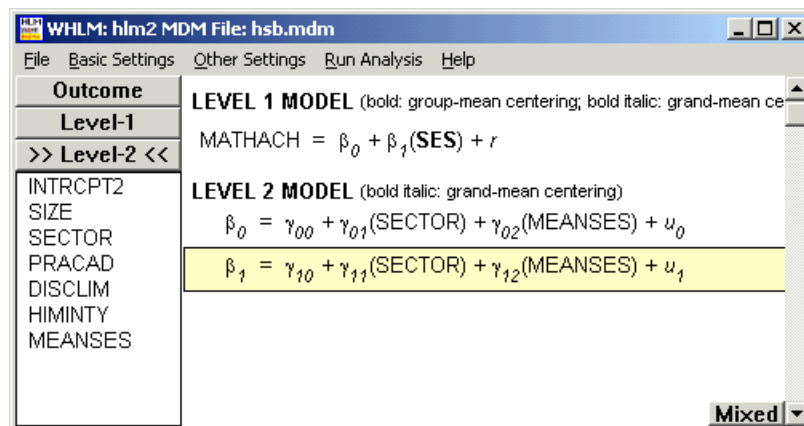 WHLM: hlm2 MDM File: hsb.mdm
File Basic Settings Other Settings Run Analysis Help
Outcome
Level-1
>> Level-2 <<
INTRCPT2
SIZE
SECTOR
PRACAD
DISCLIM
HIMINTY
MEANSES
LEVEL 1 MODEL (bold: group-mean centering; bold italic: grand-mean ce
MATHACH = β0 + β1(SES) + r
LEVEL 2 MODEL (bold italic: grand-mean centering)
β0 = γ00 + γ01(SECTOR) + γ02(MEANSES) + u0
β1 = γ10 + γ11(SECTOR) + γ12(MEANSES) + u1
Mixed